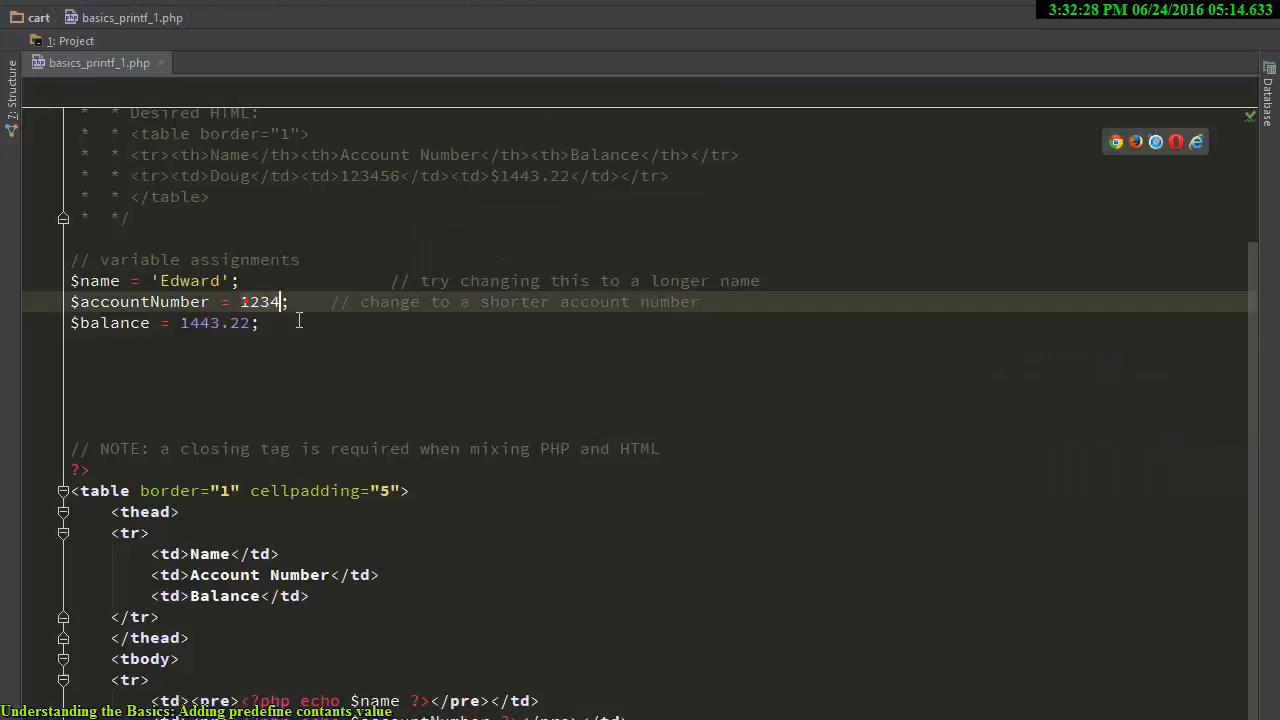 3:32:28 PM 06/24/2016 05:14.633
cart basics_printf_1.php
1: Project
basics_printf_1.php
7: Structure
Database
* * Desired HTML:
* * <table border="1">
* * <tr><th>Name</th><th>Account Number</th><th>Balance</th></tr>
* * <tr><td>Doug</td><td>123456</td><td>$1443.22</td></tr>
* * </table>
* */
// variable assignments
$name = 'Edward'; // try changing this to a longer name
$accountNumber = 1234; // change to a shorter account number
$balance = 1443.22;
// NOTE: a closing tag is required when mixing PHP and HTML
?>
<table border="1" cellpadding="5">
<thead>
<tr>
<td>Name</td>
<td>Account Number</td>
<td>Balance</td>
</tr>
</thead>
<tbody>
<tr>
<td><pre><?php echo $name ?></pre></td>
Understanding the Basics: Adding predefine contants value